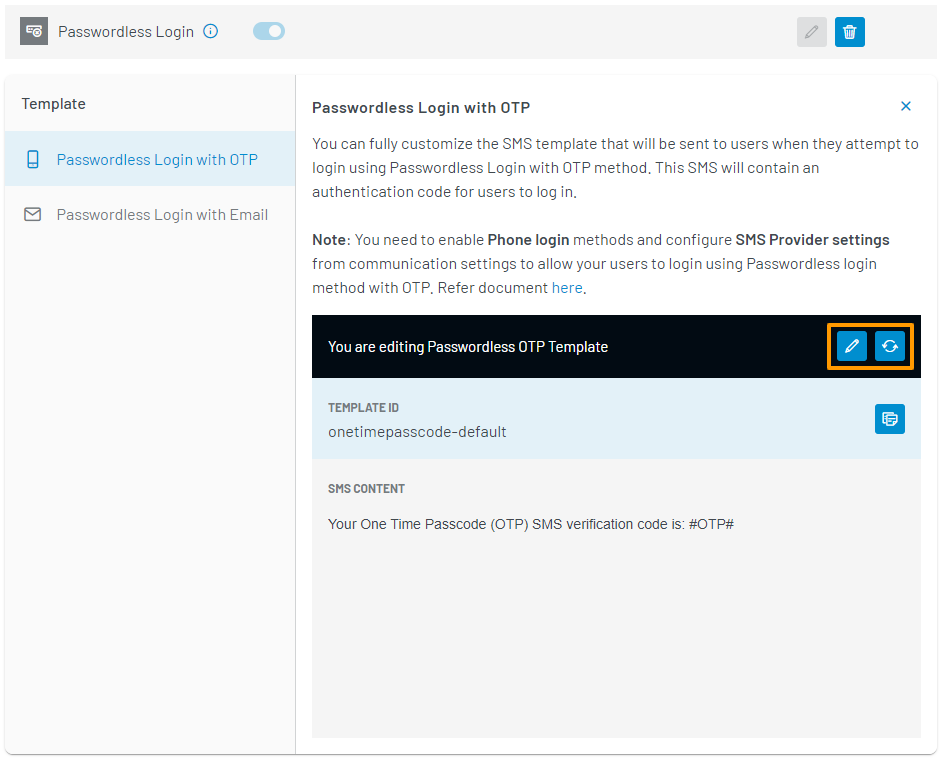 Passwordless Login
Template
Passwordless Login with OTP
Passwordless Login with Email
Passwordless Login with OTP
You can fully customize the SMS template that will be sent to users when they attempt to
login using Passwordless Login with OTP method. This SMS will contain an
authentication code for users to log in.
Note: You need to enable Phone login methods and configure SMS Provider settings
from communication settings to allow your users to login using Passwordless login
method with OTP. Refer document here.
You are editing Passwordless OTP Template
TEMPLATE ID
onetimepasscode-default
SMS CONTENT
Your One Time Passcode (OTP) SMS verification code is: #OTP#